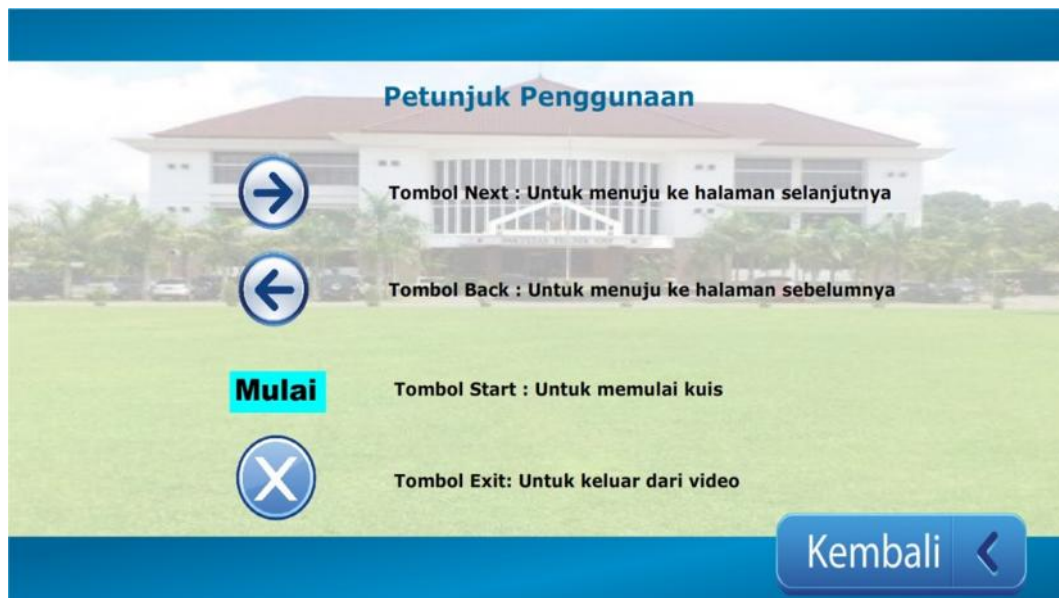 Petunjuk Penggunaan
Tombol Next : Untuk menuju ke halaman selanjutnya
Tombol Back : Untuk menuju ke halaman sebelumnya
Mulai
Tombol Start : Untuk memulai kuis
X
Tombol Exit: Untuk keluar dari video
Kembali